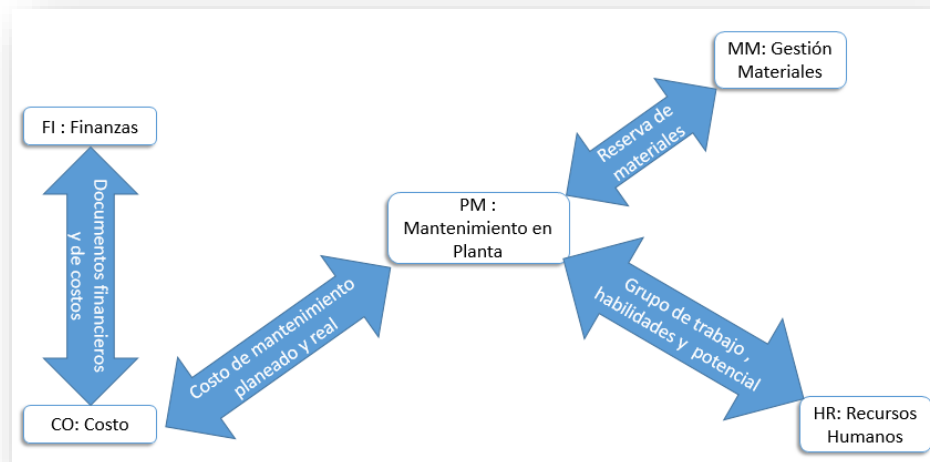 MM: Gestión
Materiales
FI : Finanzas
Reserva de
materiales
Documentos financieros
y de costos
PM :
Mantenimiento en
Planta
Costo de mantenimiento
planeado y real
Grupo de trabajo ,
habilidades y potencial
CO: Costo
HR: Recursos
Humanos